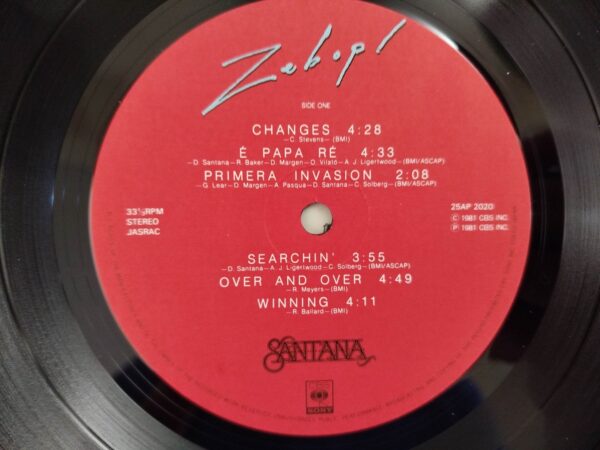 Zebop!
SIDE ONE
CHANGES 4:28
–C. Stevens– (BMI)
É PAPA RÉ 4:33
–D. Santana– R. Baker– D. Margen– O. Vilató– A. J. Ligertwood– (BMI/ASCAP)
PRIMERA INVASION 2:08
–G. Lear– D. Margen– A. Pasqua– D. Santana– C. Solberg– (BMI/ASCAP)
33⅓RPM
STEREO
JASRAC
25AP 2020
Ⓒ 1981 CBS INC.
Ⓟ 1981 CBS INC.
SEARCHIN' 3:55
–D. Santana– A. J. Ligertwood– C. Solberg– (BMI/ASCAP)
OVER AND OVER 4:49
–R. Meyers– (BMI)
WINNING 4:11
–R. Ballard– (BMI)
SANTANA
CBS
SONY